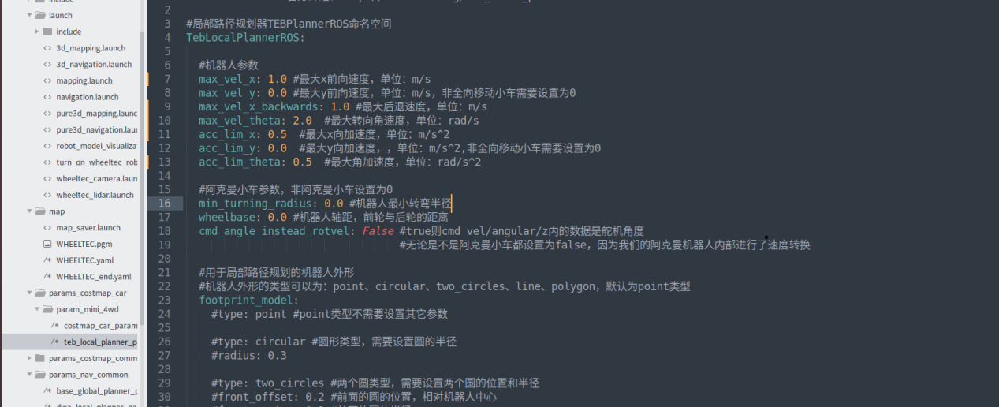 launch
include
3d_mapping.launch
3d_navigation.launch
mapping.launch
navigation.launch
pure3d_mapping.launc
pure3d_navigation.laur
robot_model_visualiza
turn_on_wheeltec_rob
wheeltec_camera.laun
wheeltec_lidar.launch
map
map_saver.launch
WHEELTEC.pgm
WHEELTEC.yaml
WHEELTEC_end.yaml
params_costmap_car
param_mini_4wd
costmap_car_param
teb_local_planner_p
params_costmap_comm
params_nav_common
base_global_planner_p
2
3 #局部路径规划器TEBPlannerROS命名空间
4 TebLocalPlannerROS:
5
6 #机器人参数
7 max_vel_x: 1.0 #最大x前向速度，单位：m/s
8 max_vel_y: 0.0 #最大y前向速度，单位：m/s，非全向移动小车需要设置为0
9 max_vel_x_backwards: 1.0 #最大后退速度，单位：m/s
10 max_vel_theta: 2.0 #最大转向角速度，单位：rad/s
11 acc_lim_x: 0.5 #最大x向加速度，单位：m/s^2
12 acc_lim_y: 0.0 #最大y向加速度，，单位：m/s^2,非全向移动小车需要设置为0
13 acc_lim_theta: 0.5 #最大角加速度，单位：rad/s^2
14
15 #阿克曼小车参数，非阿克曼小车设置为0
16 min_turning_radius: 0.0 #机器人最小转弯半径
17 wheelbase: 0.0 #机器人轴距，前轮与后轮的距离
18 cmd_angle_instead_rotvel: False #true则cmd_vel/angular/z内的数据是舵机角度
19 #无论是不是阿克曼小车都设置为false，因为我们的阿克曼机器人内部进行了速度转换
20
21 #用于局部路径规划的机器人外形
22 #机器人外形的类型可以为：point、circular、two_circles、line、polygon，默认为point类型
23 footprint_model:
24 #type: point #point类型不需要设置其它参数
25
26 #type: circular #圆形类型，需要设置圆的半径
27 #radius: 0.3
28
29 #type: two_circles #两个圆类型，需要设置两个圆的位置和半径
30 #front_offset: 0.2 #前面的圆的位置，相对机器人中心